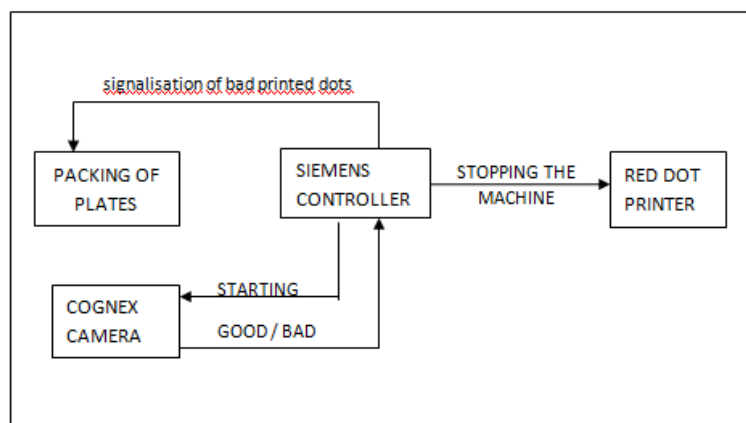 signalisation of bad printed dots
PACKING OF
PLATES
SIEMENS
CONTROLLER
STOPPING THE
MACHINE
RED DOT
PRINTER
STARTING
COGNEX
CAMERA
GOOD / BAD